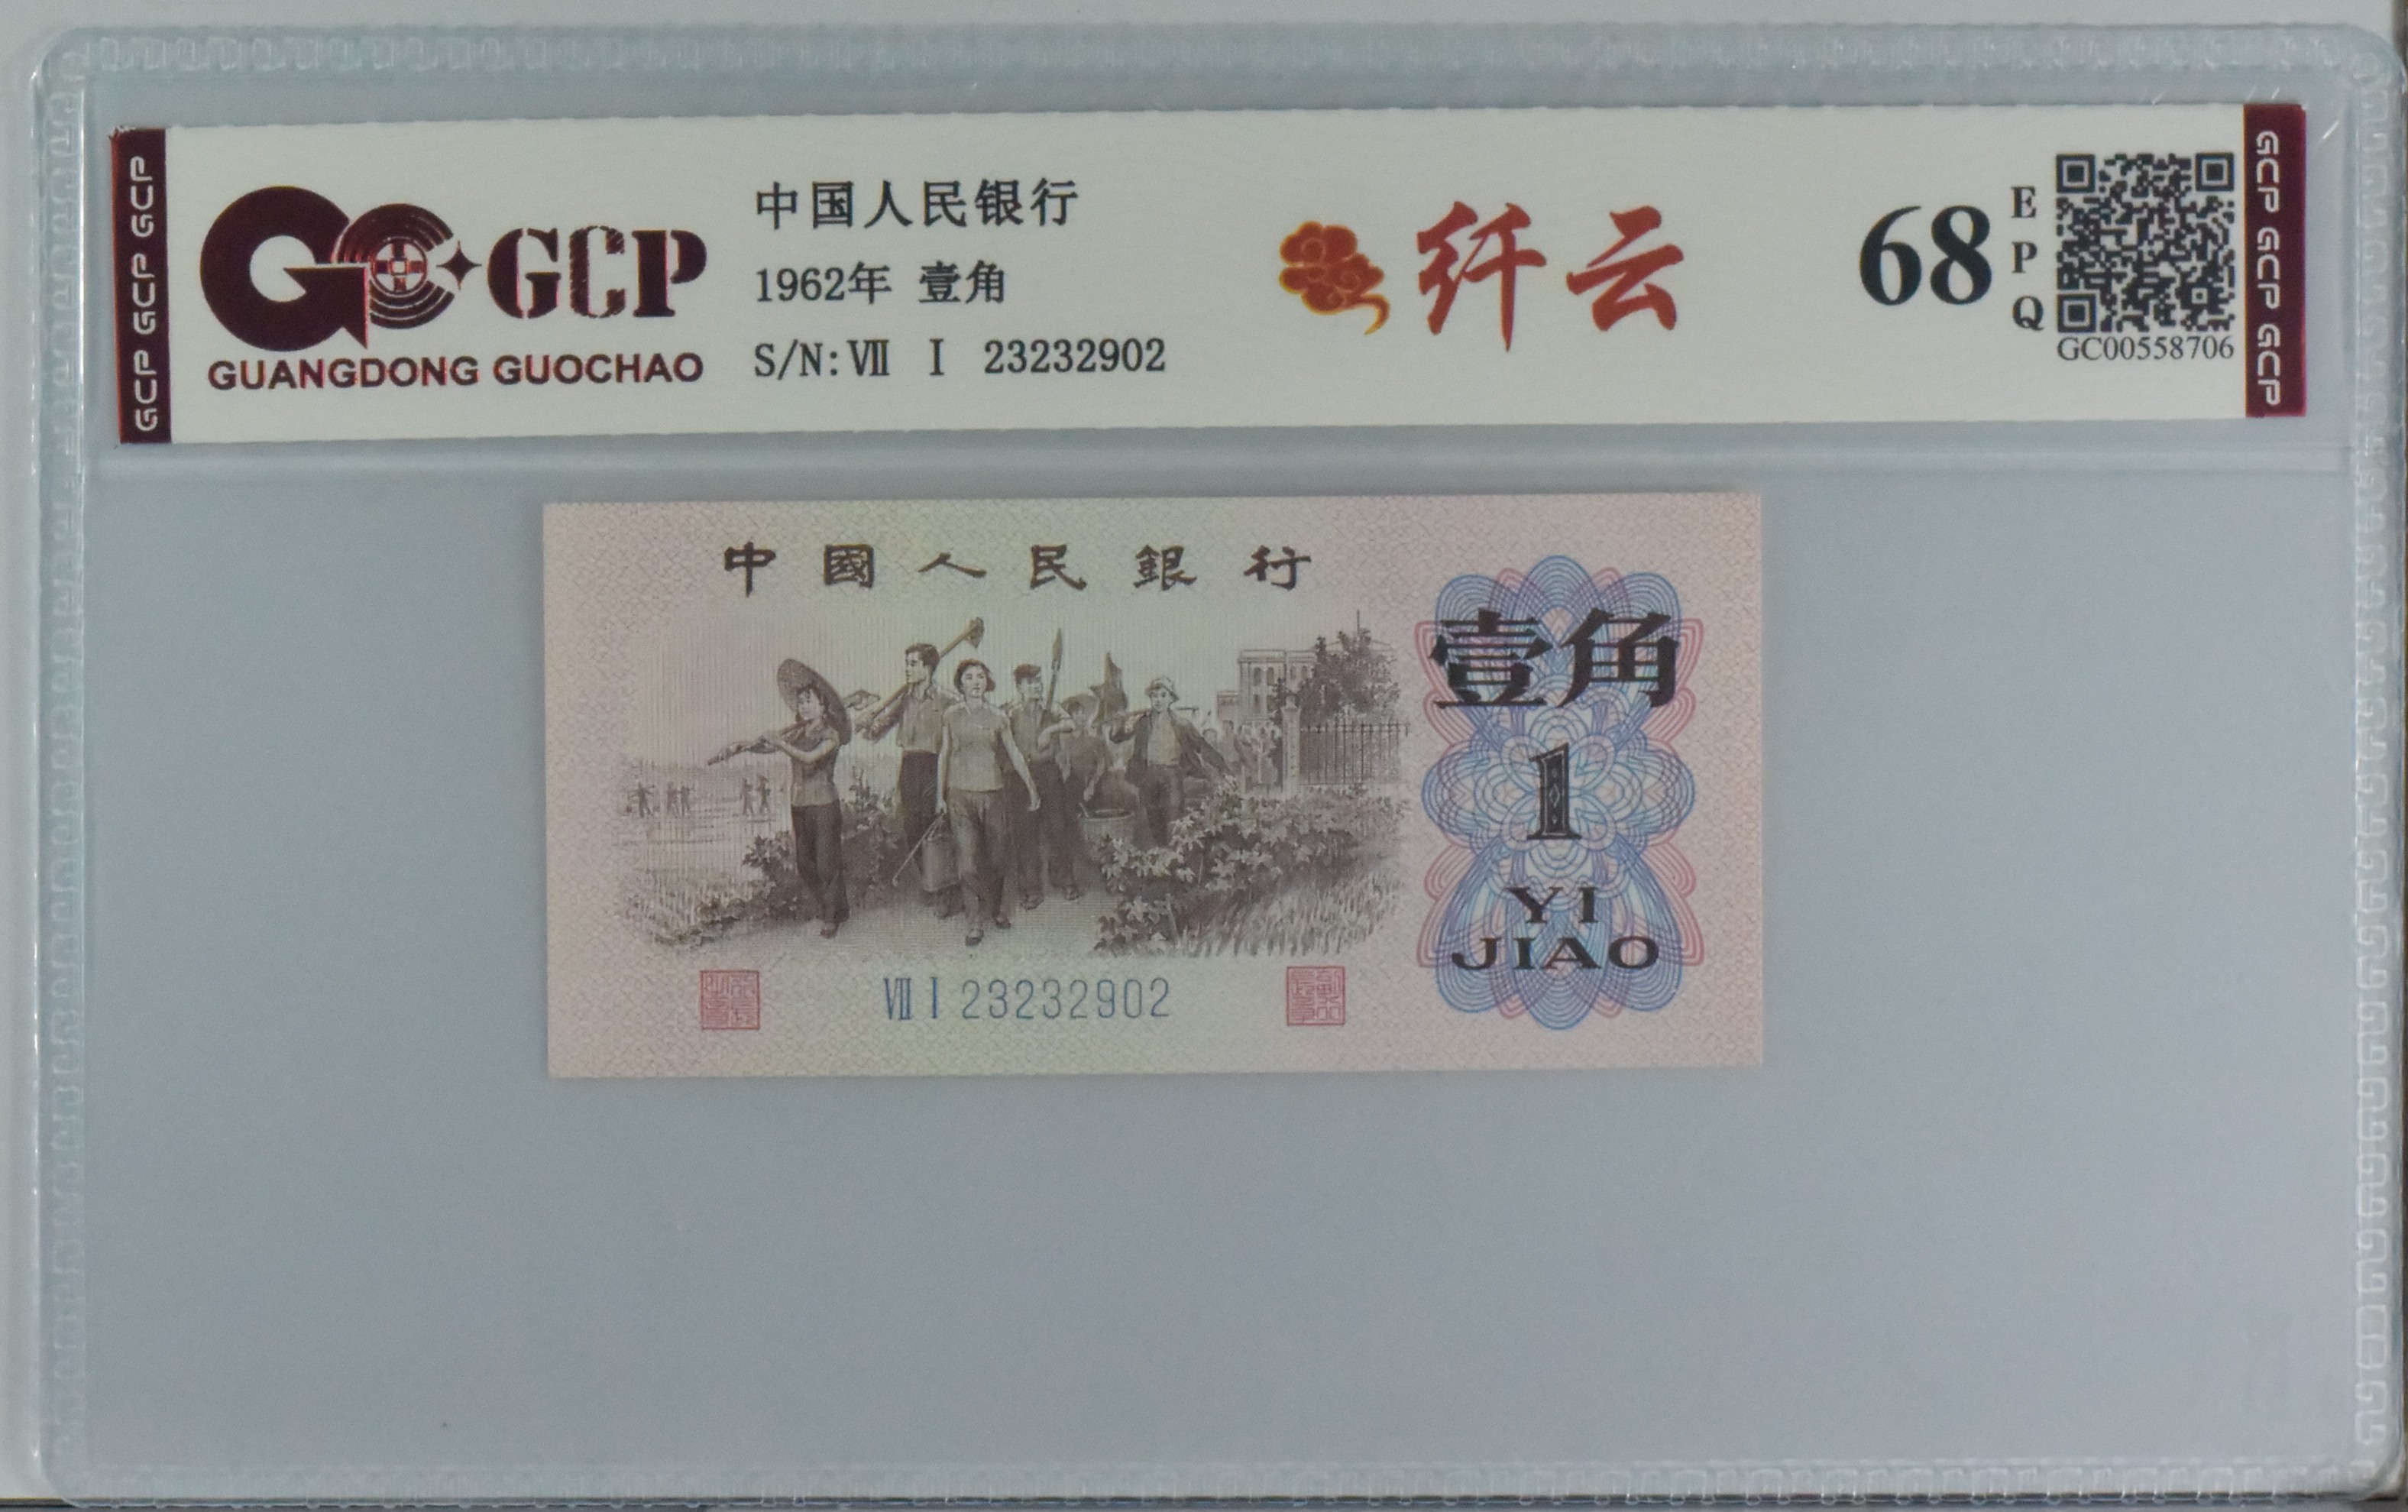 GCP GCP GCP
GCP
GUANGDONG GUOCHAO
中国人民银行
1962年 壹角
S/N:Ⅶ Ⅰ 23232902
纤云
68
EPQ
GC00558706
GCP GCP GCP
中國人民銀行
壹角
1
YI
JIAO
Ⅶ Ⅰ 23232902